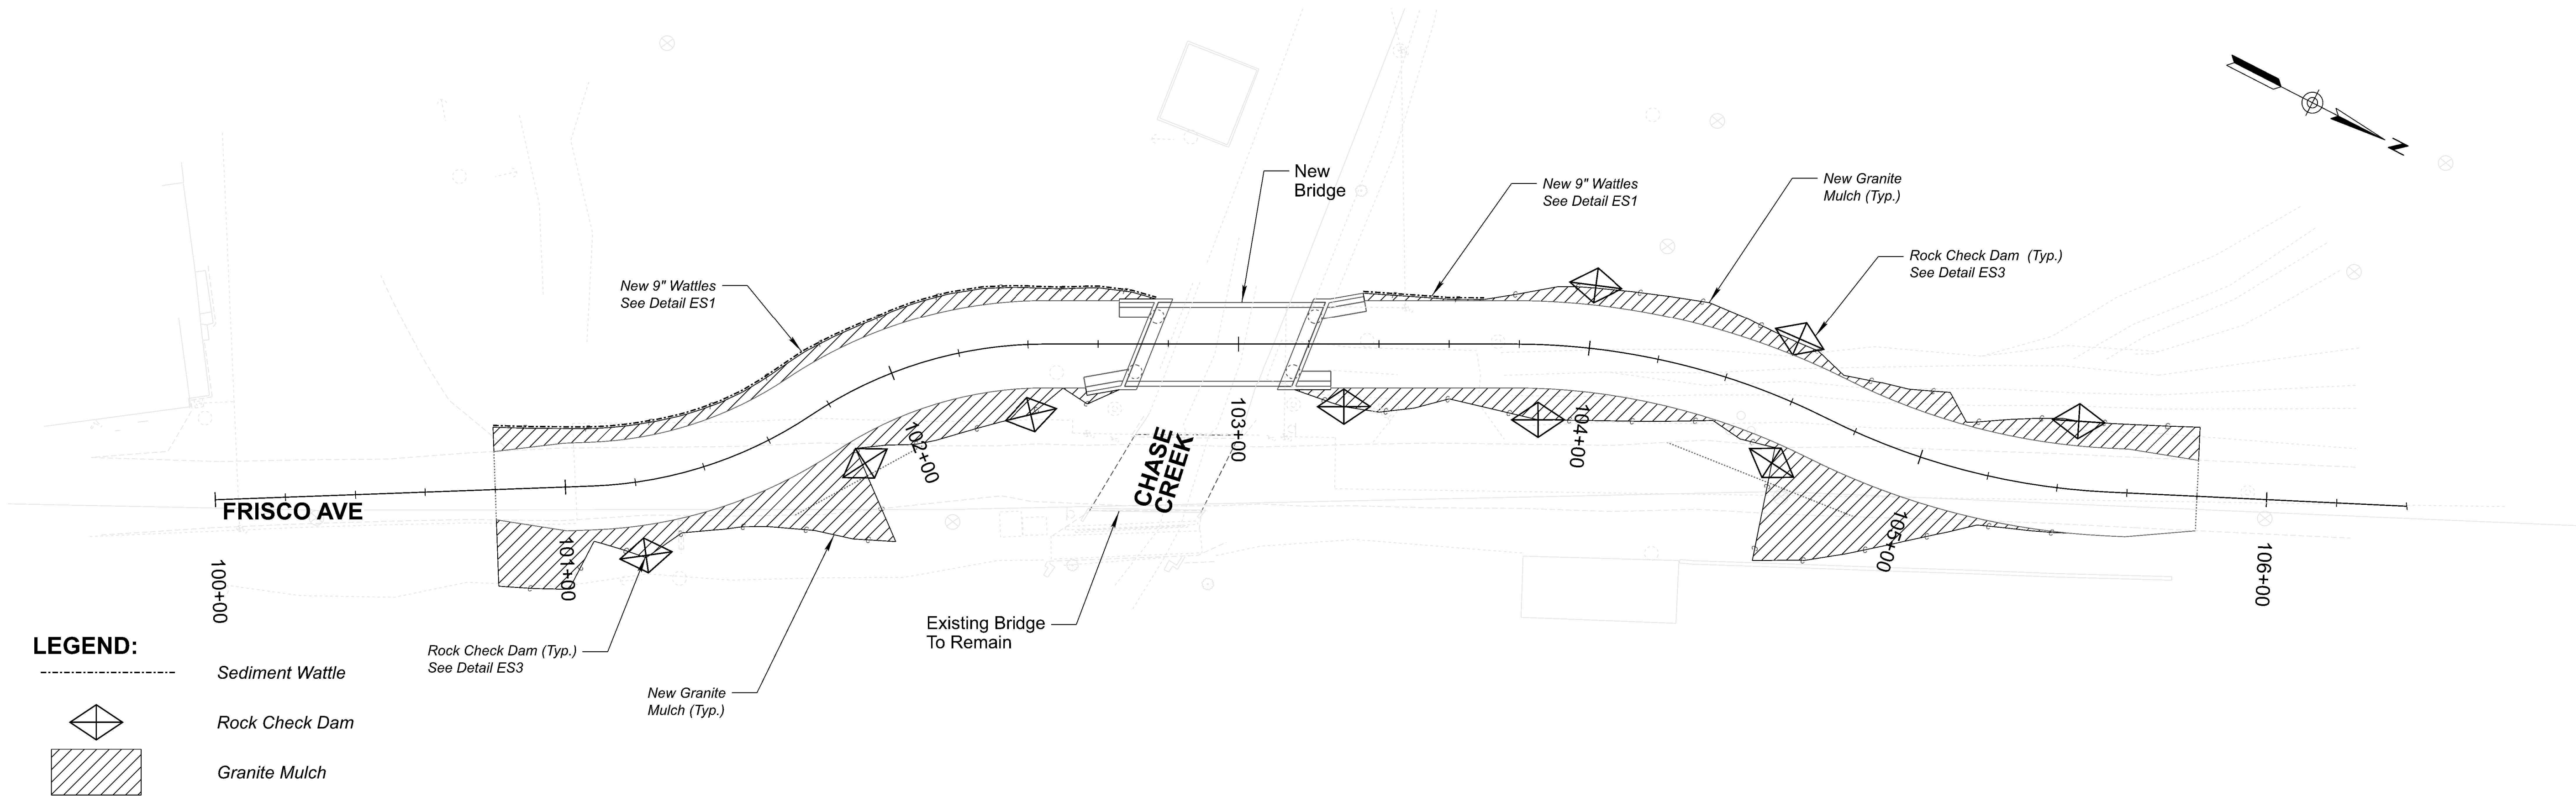 N
New
Bridge
New 9" Wattles
See Detail ES1
New Granite
Mulch (Typ.)
Rock Check Dam (Typ.)
See Detail ES3
New 9" Wattles
See Detail ES1
FRISCO AVE
100+00
101+00
102+00
103+00
104+00
105+00
106+00
CHASE
CREEK
Existing Bridge
To Remain
Rock Check Dam (Typ.)
See Detail ES3
New Granite
Mulch (Typ.)
LEGEND:
Sediment Wattle
Rock Check Dam
Granite Mulch